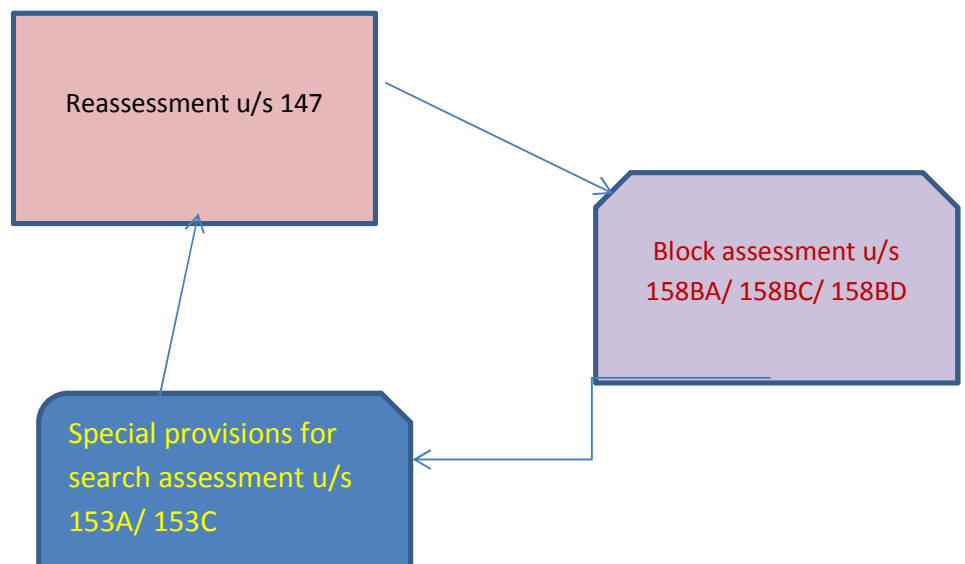 Reassessment u/s 147
Block assessment u/s
158BA/ 158BC/ 158BD
Special provisions for
search assessment u/s
153A/ 153C